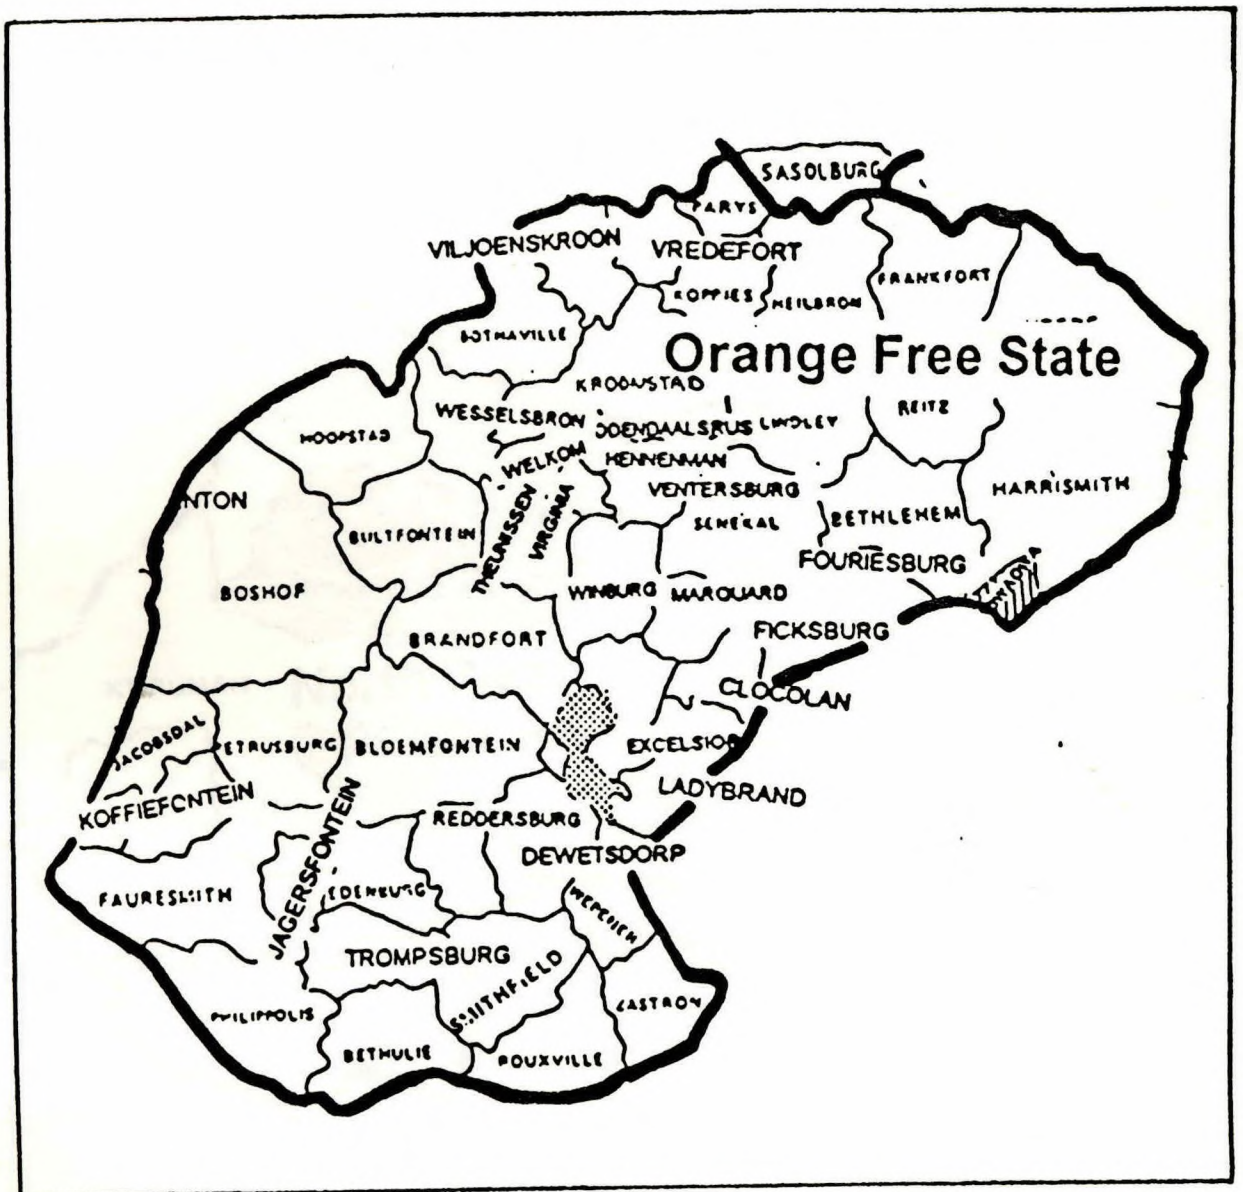 SASOLBURG
PARYS
VILJOENSKROON
VREDEFORT
FRANKFORT
KOPPIES
HEILBRON
BOTHAVILLE
Orange Free State
KROONSTAD
WESSELSBRON
ODENDAALSRUS
LINDLEY
REITZ
HOOPSTAD
WELKOM
HENNENMAN
VENTERSBURG
HARRISMITH
NTON
SENEKAL
BETHLEHEM
BULTFONTEIN
THEUNISSEN
VIRGINIA
FOURIESBURG
BOSHOF
WINBURG
MARQUARD
BRANDFORT
FICKSBURG
CLOCOLAN
JACOBSDAL
PETRUSBURG
BLOEMFONTEIN
EXCELSIOR
KOFFIEFONTEIN
LADYBRAND
JAGERSFONTEIN
REDDERSBURG
DEWETSDORP
FAURESMITH
EDENBURG
WEPENER
TROMPSBURG
SMITHFIELD
ZASTRON
PHILIPPOLIS
BETHULIE
ROUXVILLE